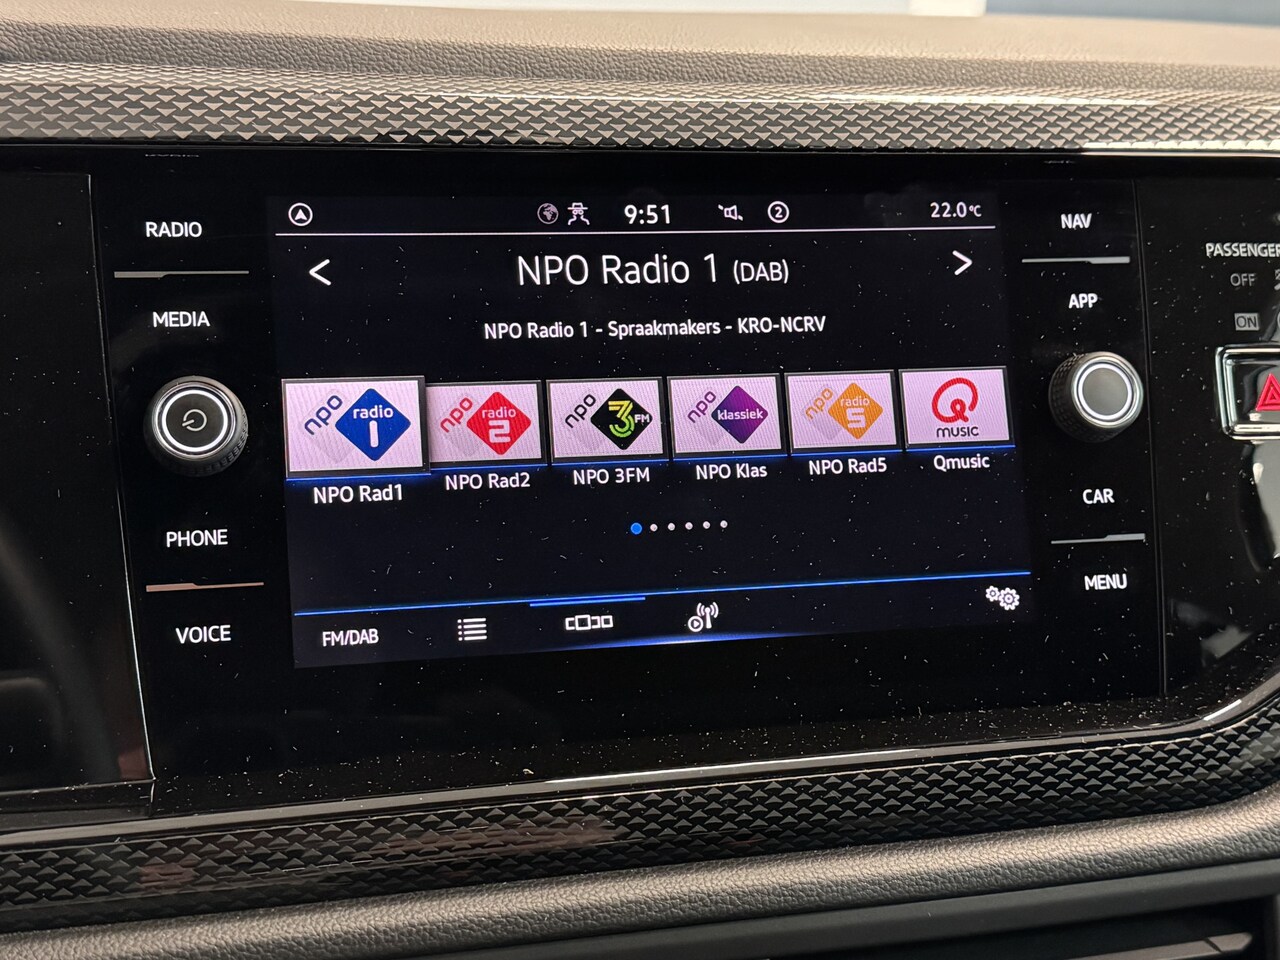 RADIO
MEDIA
PHONE
VOICE
9:51
2
22.0°C
< NPO Radio 1 (DAB) >
NPO Radio 1 - Spraakmakers - KRO-NCRV
npo radio 1
npo radio 2
npo 3FM
npo klassiek
npo radio 5
Q MUSIC
NPO Rad1
NPO Rad2
NPO 3FM
NPO Klas
NPO Rad5
Qmusic
FM/DAB
NAV
APP
CAR
MENU
PASSENGER
OFF
ON